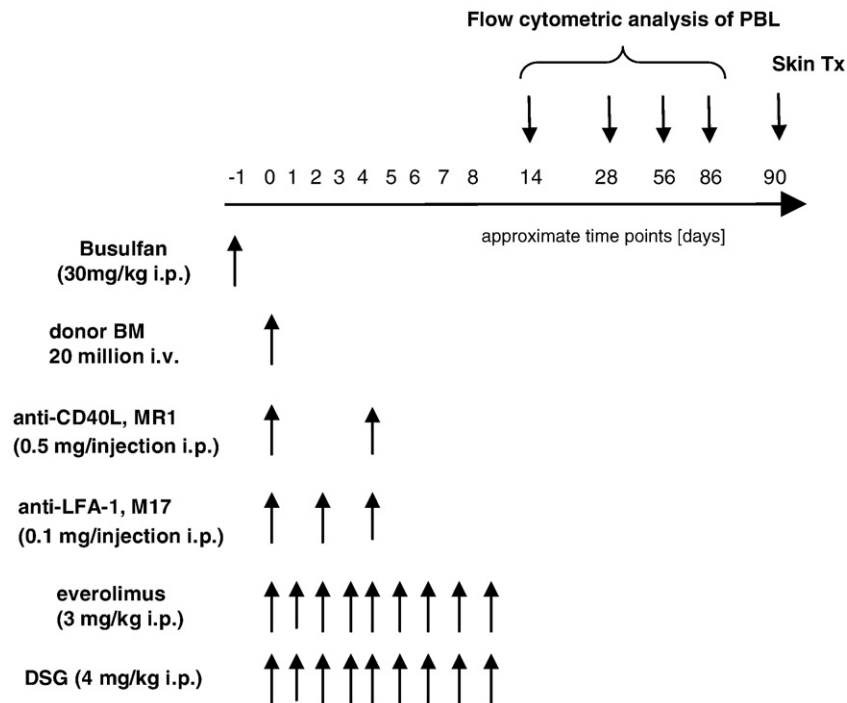 Flow cytometric analysis of PBL
Skin Tx
-1 0 1 2 3 4 5 6 7 8 14 28 56 86 90
approximate time points [days]
Busulfan
(30mg/kg i.p.)
donor BM
20 million i.v.
anti-CD40L, MR1
(0.5 mg/injection i.p.)
anti-LFA-1, M17
(0.1 mg/injection i.p.)
everolimus
(3 mg/kg i.p.)
DSG (4 mg/kg i.p.)